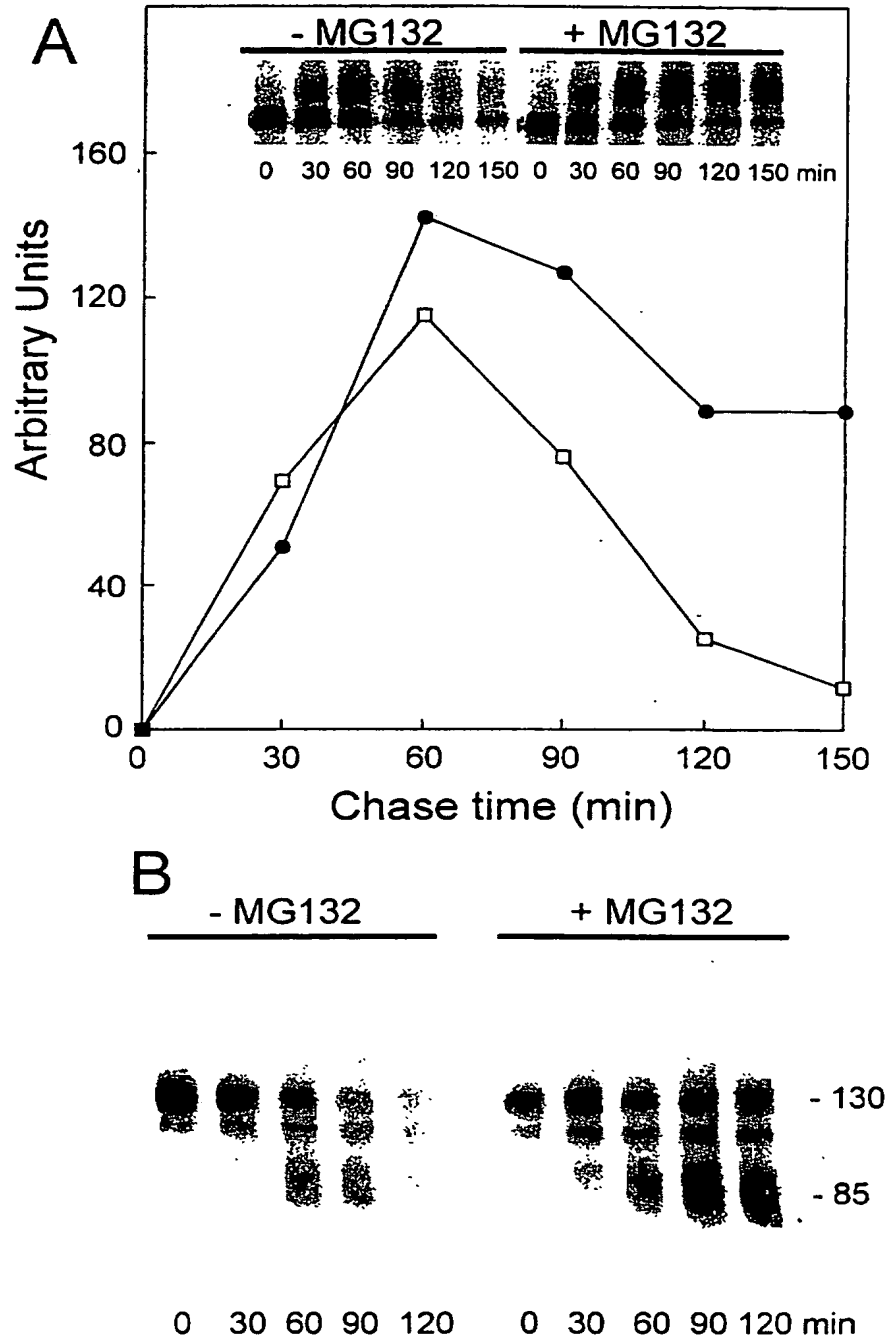 A
- MG132 + MG132
0 30 60 90 120 150 0 30 60 90 120 150 min
160
120
80
40
0
Arbitrary Units
0 30 60 90 120 150
Chase time (min)
B
- MG132 + MG132
- 130
- 85
0 30 60 90 120 0 30 60 90 120 min